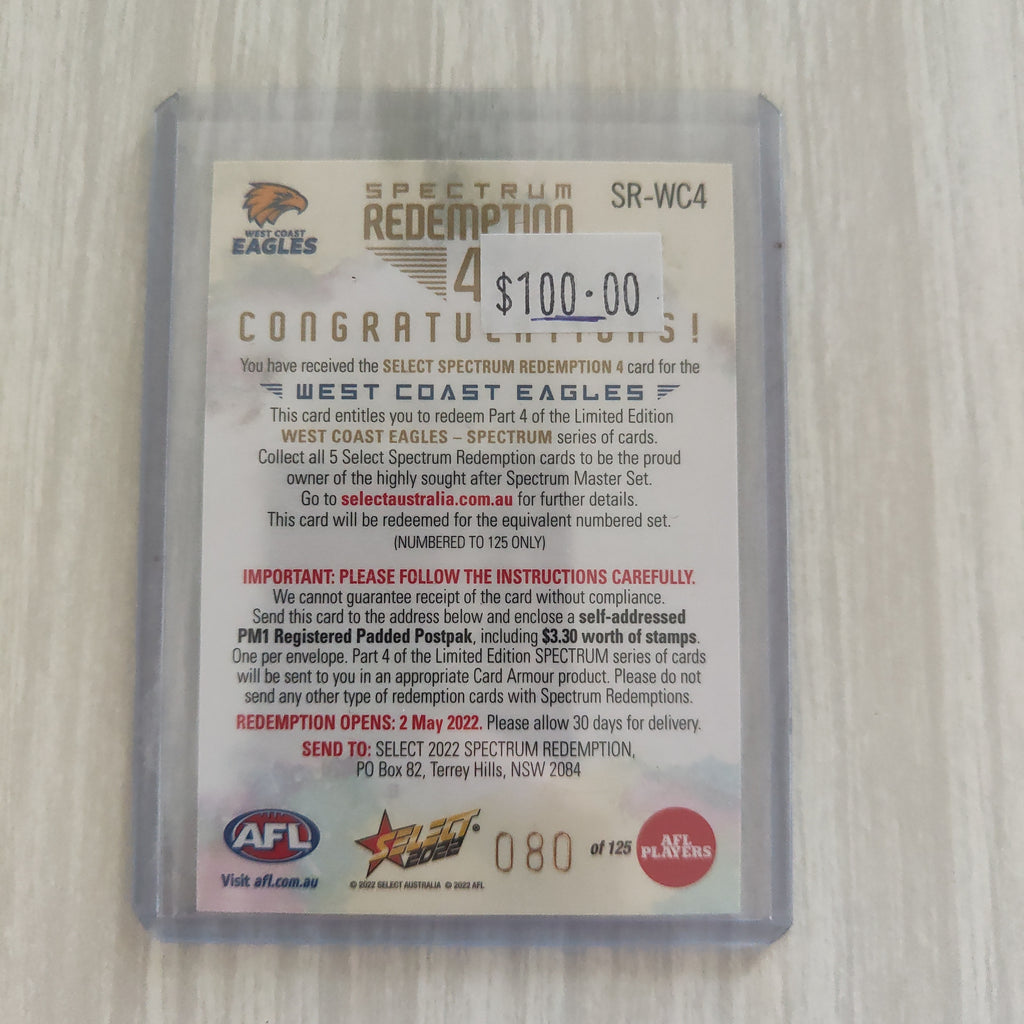 SPECTRUM
REDEMPTION
SR-WC4
WEST COAST
EAGLES
4
$100.00
You have received the SELECT SPECTRUM REDEMPTION 4 card for the
WEST COAST EAGLES
This card entitles you to redeem Part 4 of the Limited Edition
WEST COAST EAGLES – SPECTRUM series of cards.
Collect all 5 Select Spectrum Redemption cards to be the proud
owner of the highly sought after Spectrum Master Set.
Go to selectaustralia.com.au for further details.
This card will be redeemed for the equivalent numbered set.
(NUMBERED TO 125 ONLY)
IMPORTANT: PLEASE FOLLOW THE INSTRUCTIONS CAREFULLY.
We cannot guarantee receipt of the card without compliance.
Send this card to the address below and enclose a self-addressed
PM1 Registered Padded Postpak, including $3.30 worth of stamps.
One per envelope. Part 4 of the Limited Edition SPECTRUM series of cards
will be sent to you in an appropriate Card Armour product. Please do not
send any other type of redemption cards with Spectrum Redemptions.
REDEMPTION OPENS: 2 May 2022. Please allow 30 days for delivery.
SEND TO: SELECT 2022 SPECTRUM REDEMPTION,
PO Box 82, Terrey Hills, NSW 2084
AFL
Visit afl.com.au
SELECT
2022
© 2022 SELECT AUSTRALIA © 2022 AFL
080 of 125
AFL
PLAYERS